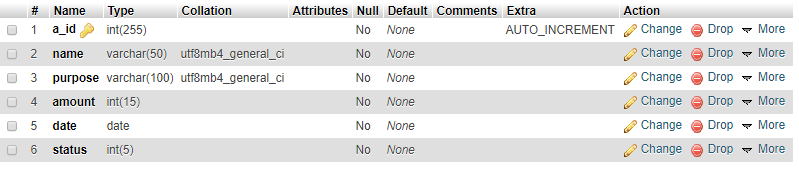 # Name Type Collation Attributes Null Default Comments Extra Action
1 a_id int(255) No None AUTO_INCREMENT Change Drop More
2 name varchar(50) utf8mb4_general_ci No None Change Drop More
3 purpose varchar(100) utf8mb4_general_ci No None Change Drop More
4 amount int(15) No None Change Drop More
5 date date No None Change Drop More
6 status int(5) No None Change Drop More